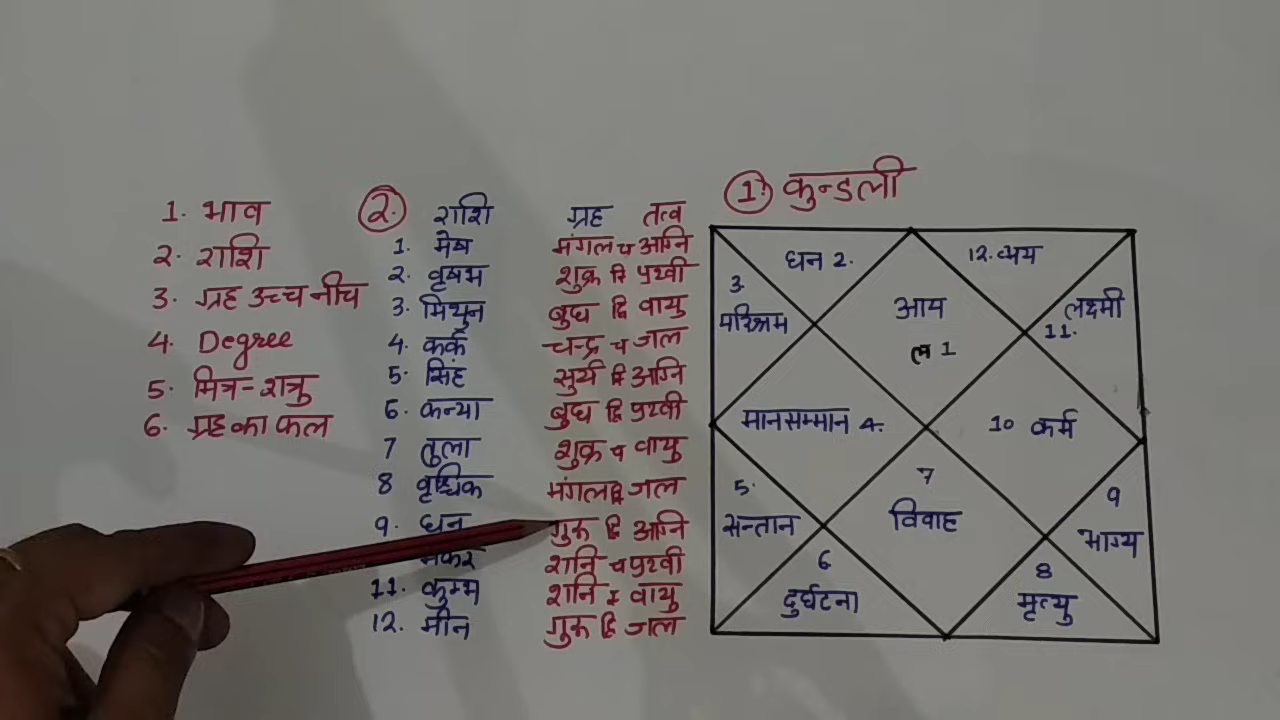 1. भाव
2. राशि
3. ग्रह उच्च नीच
4. Degree
5. मित्र-शत्रु
6. ग्रह का फल
2. राशि ग्रह तत्व
1. मेष मंगल च अग्नि
2. वृषभ शुक्र स्थि पृथ्वी
3. मिथुन बुध द्वि वायु
4. कर्क चन्द्र च जल
5. सिंह सुर्य स्थि अग्नि
6. कन्या बुध द्वि पृथ्वी
7 तुला शुक्र च वायु
8 वृश्चिक मंगल जल
9. धनु गुरु द्वि अग्नि
मकर शनि च पृथ्वी
11. कुम्भ शनि वायु
12. मीन गुरु द्वि जल
1. कुन्डली
धन 2.
12. व्यय
3.
परिश्रम
आय
ल 1
लक्ष्मी
11.
मानसम्मान 4.
10 कर्म
5.
सन्तान
7
विवाह
9
भाग्य
6
दुर्घटना
8
मृत्यु